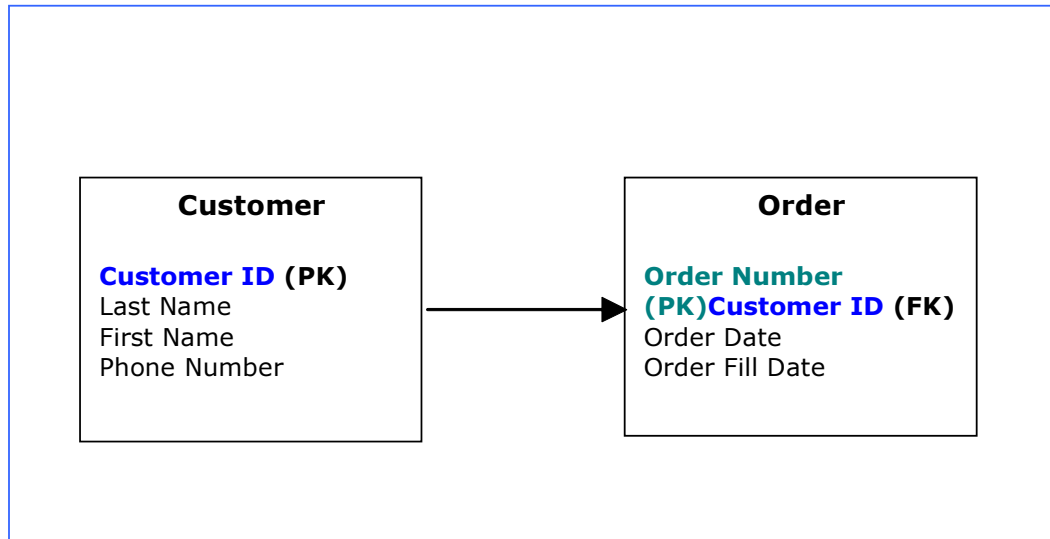 Customer
Customer ID (PK)
Last Name
First Name
Phone Number
Order
Order Number
(PK)Customer ID (FK)
Order Date
Order Fill Date